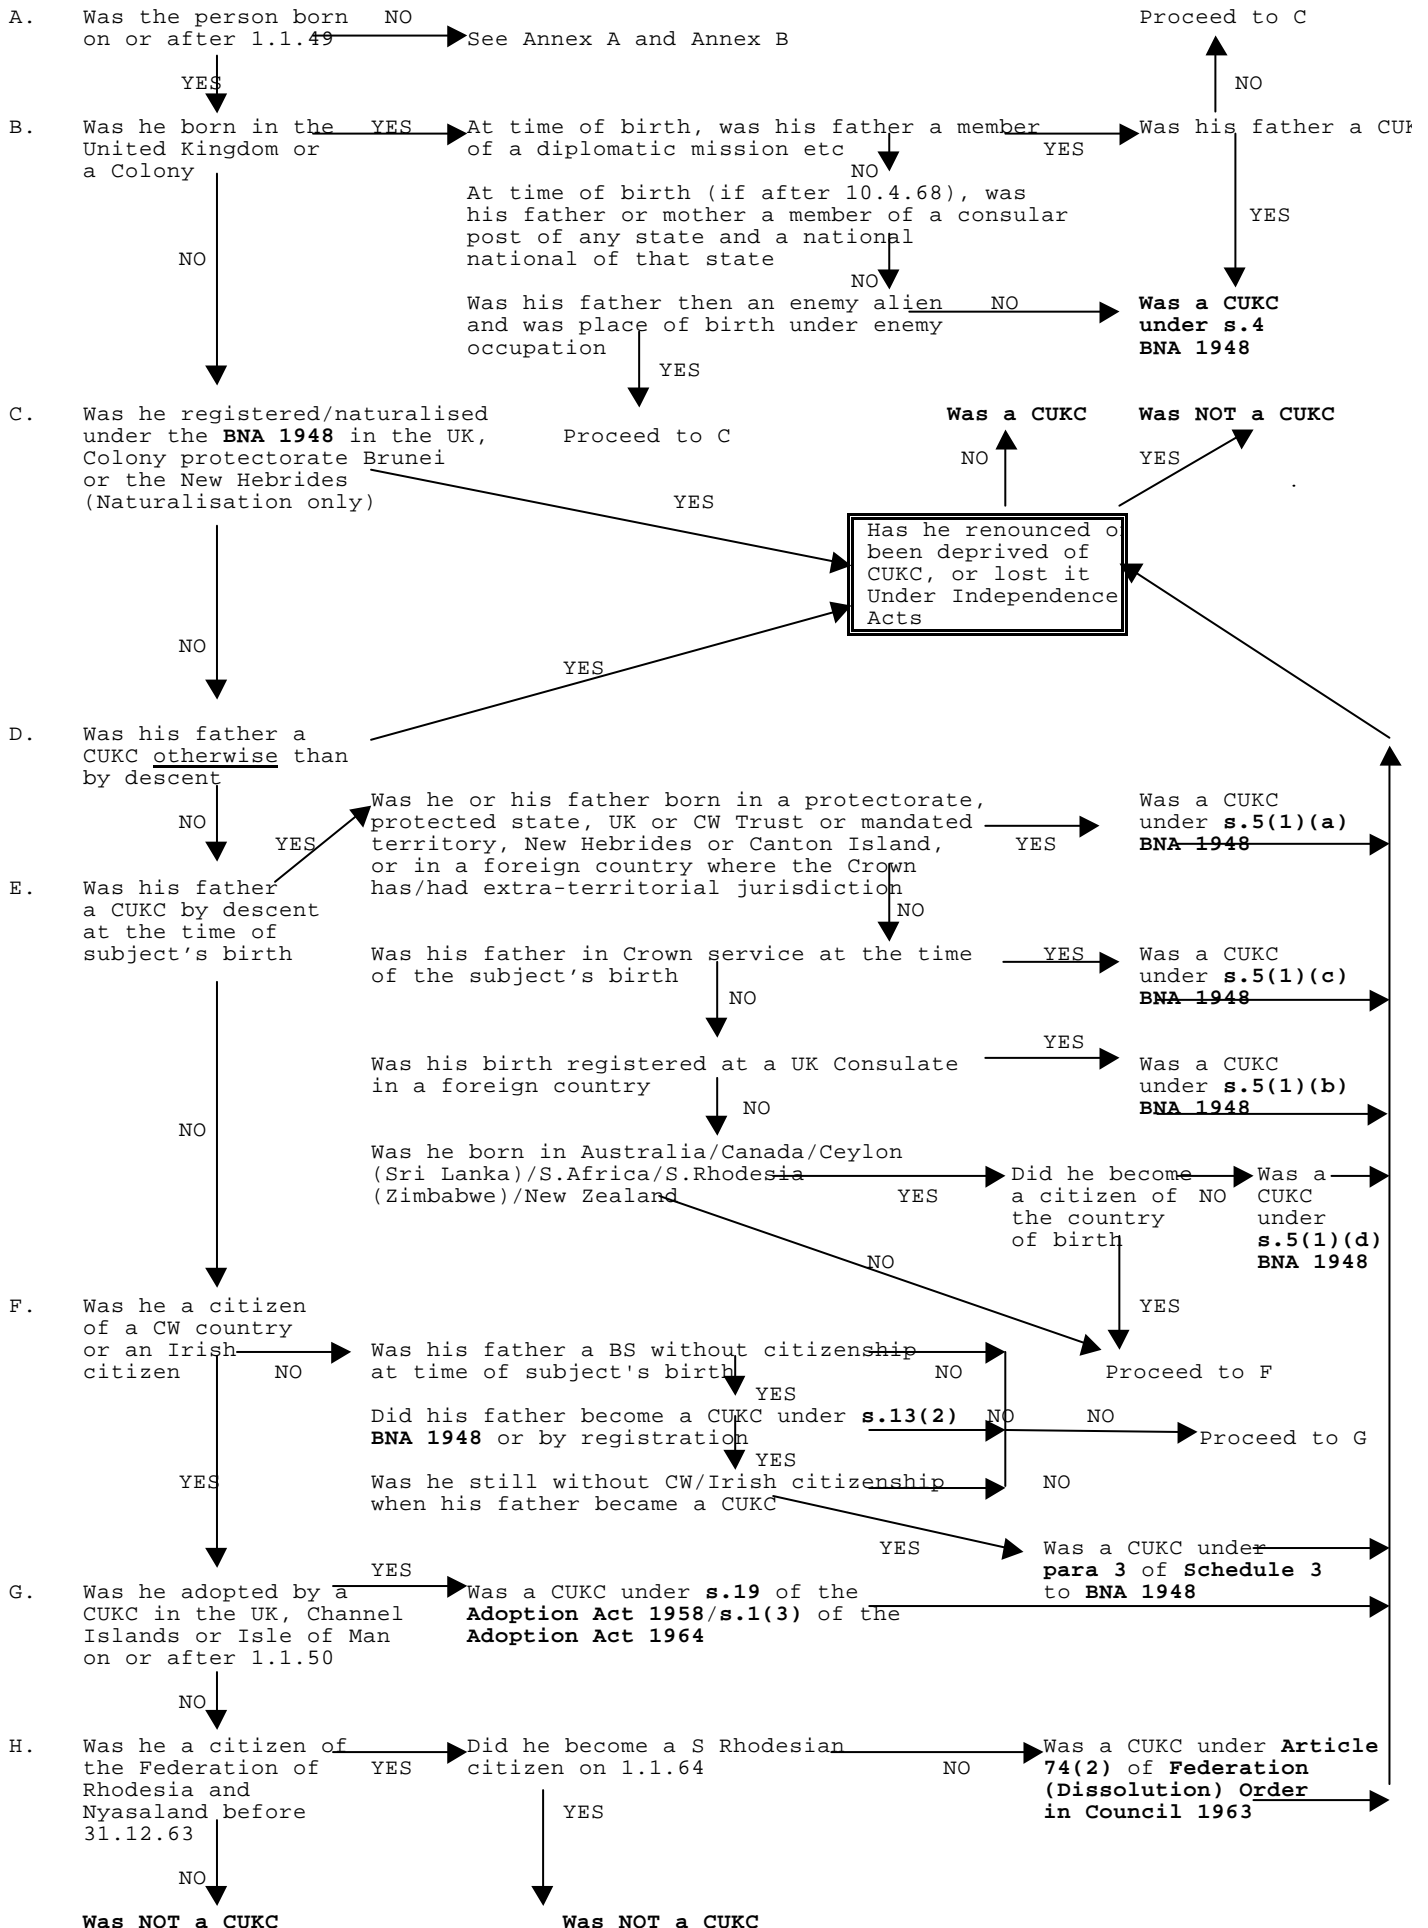 A. Was the person born NO Proceed to C
on or after 1.1.49 See Annex A and Annex B
YES NO
B. Was he born in the YES At time of birth, was his father a member Was his father a CUK
United Kingdom or of a diplomatic mission etc YES
a Colony NO
At time of birth (if after 10.4.68), was
his father or mother a member of a consular YES
post of any state and a national
NO national of that state
NO
Was his father then an enemy alien NO Was a CUKC
and was place of birth under enemy under s.4
occupation BNA 1948
YES
C. Was he registered/naturalised Was a CUKC Was NOT a CUKC
under the BNA 1948 in the UK, Proceed to C
Colony protectorate Brunei NO YES
or the New Hebrides .
(Naturalisation only) YES
Has he renounced o
been deprived of
CUKC, or lost it
Under Independence
Acts
NO
YES
D. Was his father a
CUKC otherwise than
by descent
Was he or his father born in a protectorate, Was a CUKC
NO protected state, UK or CW Trust or mandated under s.5(1)(a)
YES territory, New Hebrides or Canton Island, YES BNA 1948
or in a foreign country where the Crown
E. Was his father has/had extra-territorial jurisdiction
a CUKC by descent NO
at the time of
subject's birth Was his father in Crown service at the time YES Was a CUKC
of the subject's birth under s.5(1)(c)
NO BNA 1948
YES
Was his birth registered at a UK Consulate Was a CUKC
in a foreign country under s.5(1)(b)
NO BNA 1948
NO
Was he born in Australia/Canada/Ceylon
(Sri Lanka)/S.Africa/S.Rhodesia Did he become Was a
(Zimbabwe)/New Zealand YES a citizen of NO CUKC
the country under
of birth s.5(1)(d)
NO BNA 1948
F. Was he a citizen YES
of a CW country
or an Irish Was his father a BS without citizenship
citizen NO at time of subject's birth NO Proceed to F
YES
Did his father become a CUKC under s.13(2) NO NO
BNA 1948 or by registration Proceed to G
YES
YES Was he still without CW/Irish citizenship NO
when his father became a CUKC
YES Was a CUKC under
YES para 3 of Schedule 3
G. Was he adopted by a Was a CUKC under s.19 of the to BNA 1948
CUKC in the UK, Channel Adoption Act 1958/s.1(3) of the
Islands or Isle of Man Adoption Act 1964
on or after 1.1.50
NO
H. Was he a citizen of Did he become a S Rhodesian Was a CUKC under Article
the Federation of YES citizen on 1.1.64 NO 74(2) of Federation
Rhodesia and (Dissolution) Order
Nyasaland before YES in Council 1963
31.12.63
NO
Was NOT a CUKC Was NOT a CUKC